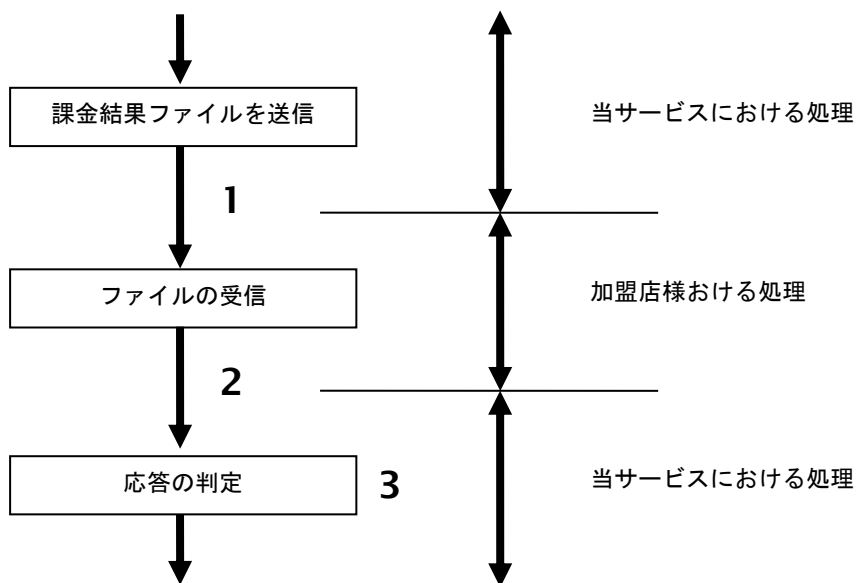 課金結果ファイルを送信
当サービスにおける処理
1
ファイルの受信
加盟店様おける処理
2
応答の判定
3
当サービスにおける処理